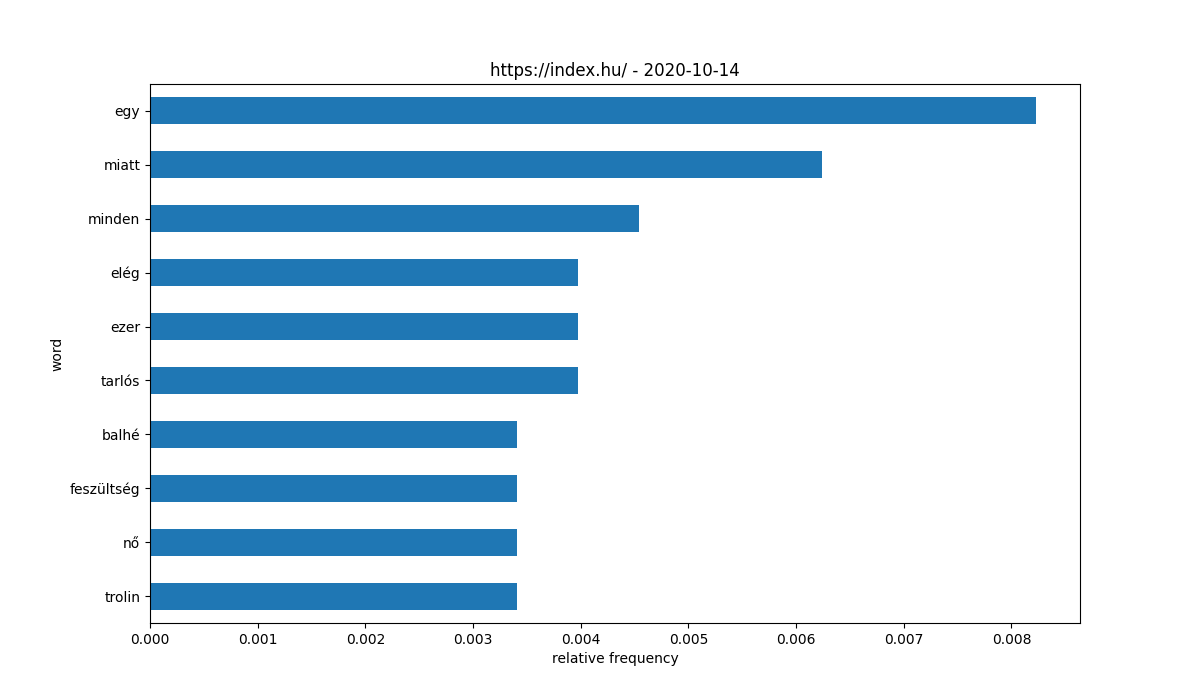 https://index.hu/ - 2020-10-14
egy
miatt
minden
elég
ezer
tarlós
balhé
feszültség
nő
trolin
word
0.000 0.001 0.002 0.003 0.004 0.005 0.006 0.007 0.008
relative frequency